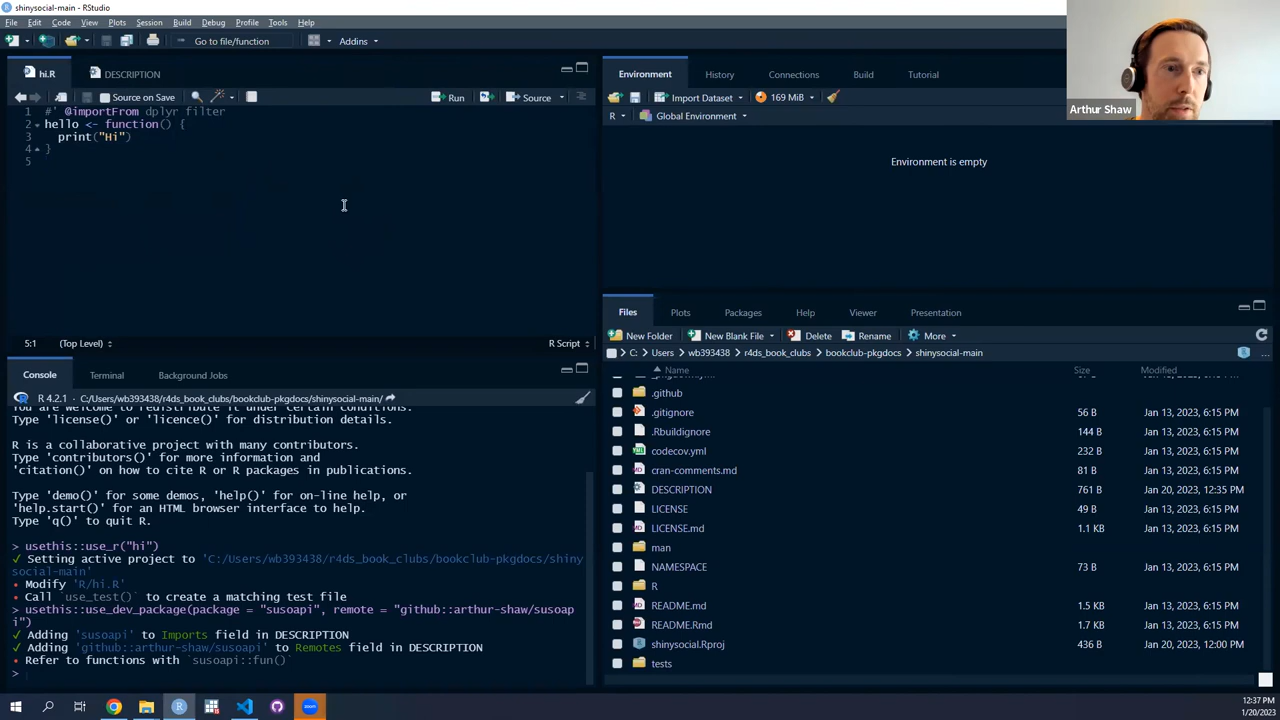 shinysocial-main - RStudio
File Edit Code View Plots Session Build Debug Profile Tools Help
Go to file/function Addins
hi.R DESCRIPTION
Source on Save Run Source
1 #' @importFrom dplyr filter
2 hello <- function() {
3 print("Hi")
4 }
5
5:1 (Top Level) R Script
Console Terminal Background Jobs
R 4.2.1 · C:/Users/wb393438/r4ds_book_clubs/bookclub-pkgdocs/shinysocial-main/
You are welcome to redistribute it under certain conditions.
Type 'license()' or 'licence()' for distribution details.
R is a collaborative project with many contributors.
Type 'contributors()' for more information and
'citation()' on how to cite R or R packages in publications.
Type 'demo()' for some demos, 'help()' for on-line help, or
'help.start()' for an HTML browser interface to help.
Type 'q()' to quit R.
> usethis::use_r("hi")
✓ Setting active project to 'C:/Users/wb393438/r4ds_book_clubs/bookclub-pkgdocs/shiny
social-main'
• Modify 'R/hi.R'
• Call `use_test()` to create a matching test file
> usethis::use_dev_package(package = "susoapi", remote = "github::arthur-shaw/susoap
i")
✓ Adding 'susoapi' to Imports field in DESCRIPTION
✓ Adding 'github::arthur-shaw/susoapi' to Remotes field in DESCRIPTION
• Refer to functions with `susoapi::fun()`
>
Environment History Connections Build Tutorial
Import Dataset 169 MiB
R Global Environment
Environment is empty
Arthur Shaw
Files Plots Packages Help Viewer Presentation
New Folder New Blank File Delete Rename More
C: Users wb393438 r4ds_book_clubs bookclub-pkgdocs shinysocial-main
Name Size Modified
.github
.gitignore 56 B Jan 13, 2023, 6:15 PM
.Rbuildignore 144 B Jan 13, 2023, 6:15 PM
codecov.yml 232 B Jan 13, 2023, 6:15 PM
cran-comments.md 81 B Jan 13, 2023, 6:15 PM
DESCRIPTION 761 B Jan 20, 2023, 12:35 PM
LICENSE 49 B Jan 13, 2023, 6:15 PM
LICENSE.md 1.1 KB Jan 13, 2023, 6:15 PM
man
NAMESPACE 73 B Jan 13, 2023, 6:15 PM
R
README.md 1.5 KB Jan 13, 2023, 6:15 PM
README.Rmd 1.7 KB Jan 13, 2023, 6:15 PM
shinysocial.Rproj 436 B Jan 20, 2023, 12:00 PM
tests
zoom
12:37 PM
1/20/2023